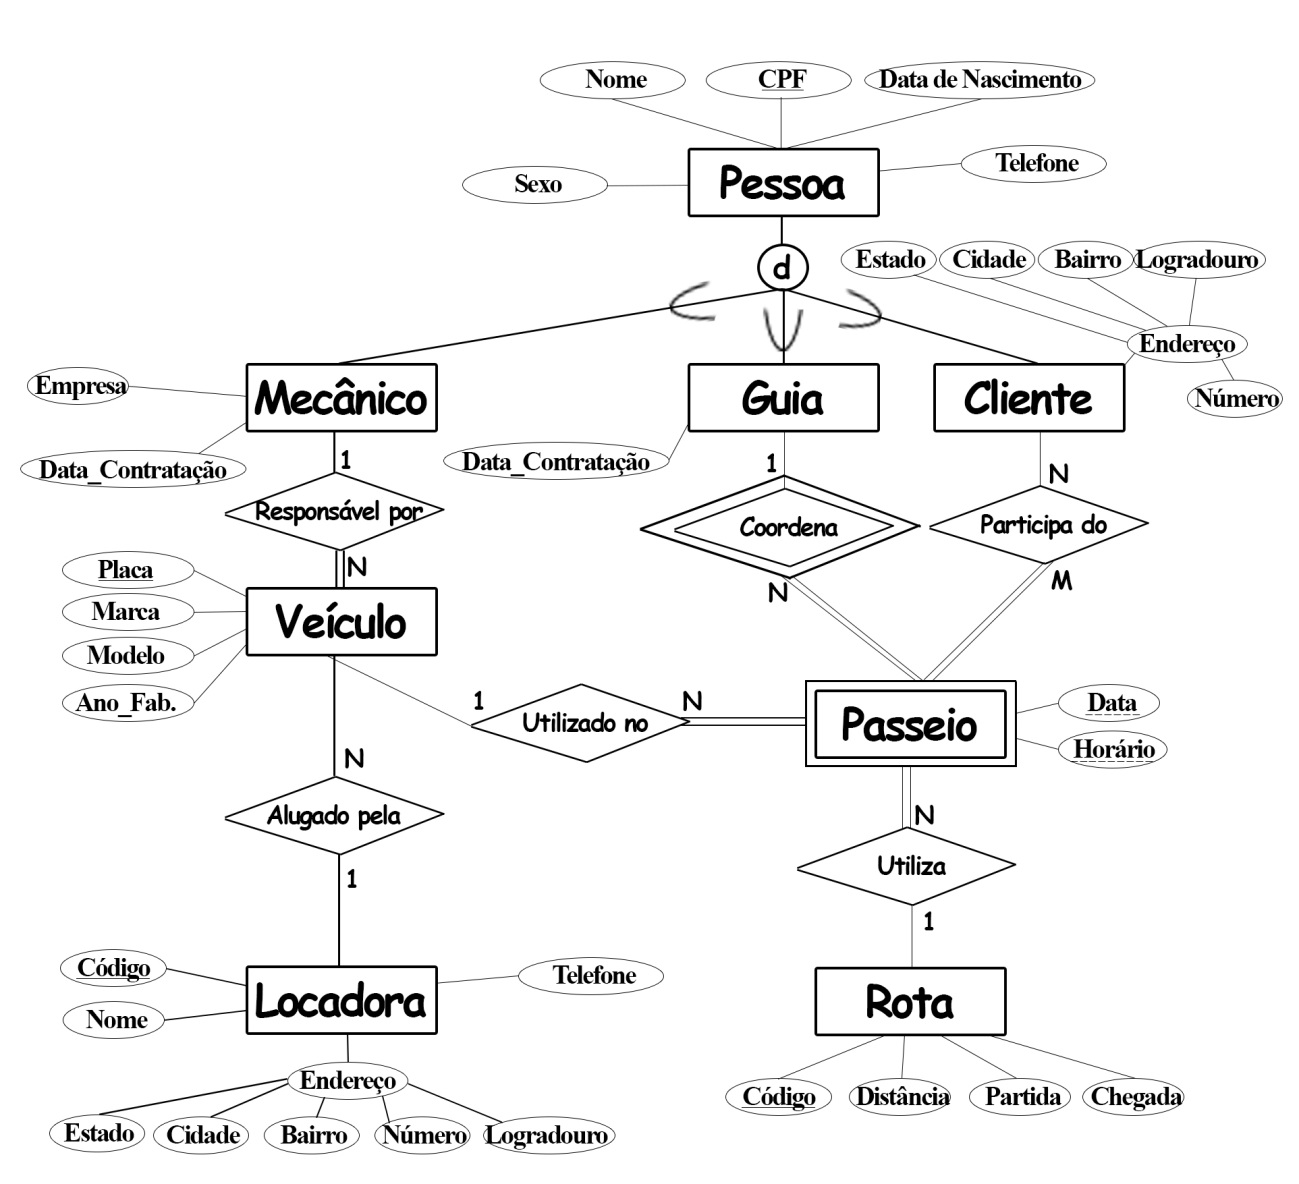 Nome
CPF
Data de Nascimento
Sexo
Pessoa
Telefone
d
Estado
Cidade
Bairro
Logradouro
Endereço
Número
Empresa
Mecânico
Guia
Cliente
Data_Contratação
Data_Contratação
1
1
N
Responsável por
Coordena
Participa do
N
N
M
Placa
Marca
Modelo
Ano_Fab.
Veículo
1
Utilizado no
N
Passeio
Data
Horário
N
Alugado pela
1
N
Utiliza
1
Código
Nome
Locadora
Telefone
Rota
Endereço
Estado
Cidade
Bairro
Número
Logradouro
Código
Distância
Partida
Chegada